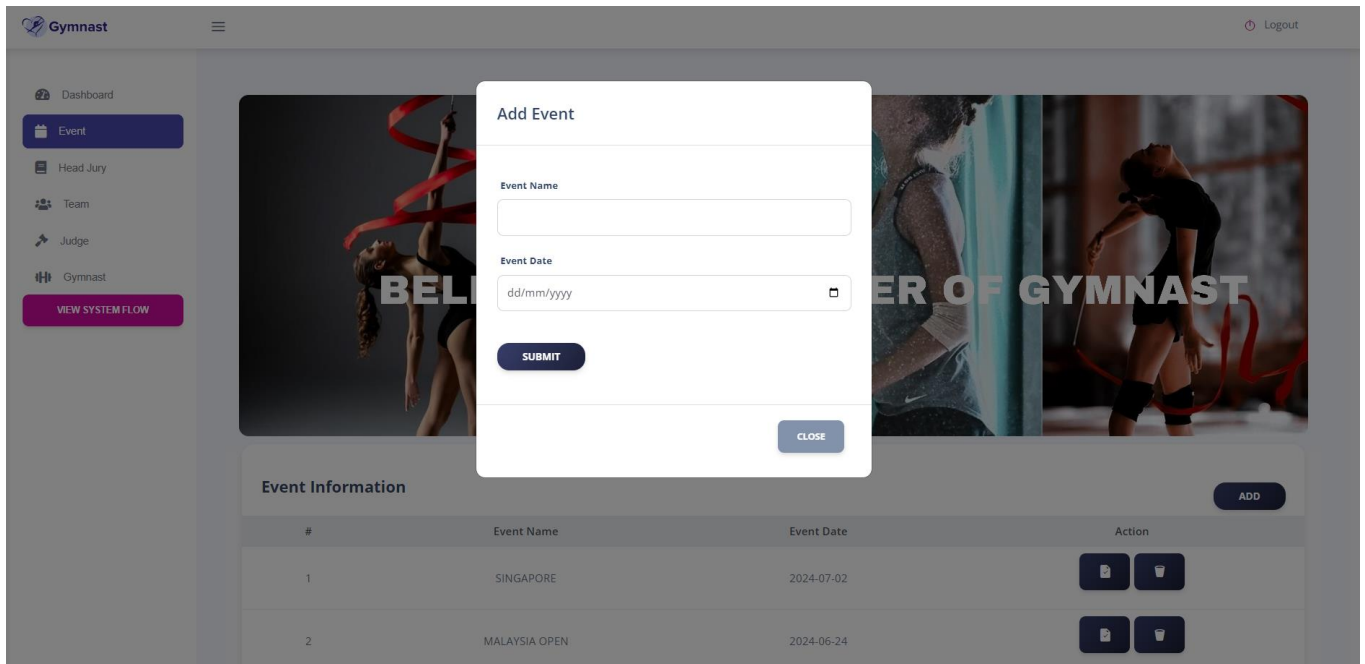 Gymnast
Logout
Dashboard
Event
Head Jury
Team
Judge
Gymnast
VIEW SYSTEM FLOW
Add Event
Event Name
Event Date
dd/mm/yyyy
SUBMIT
CLOSE
ER OF GYMNAST
Event Information
ADD
# Event Name Event Date Action
1 SINGAPORE 2024-07-02
2 MALAYSIA OPEN 2024-06-24